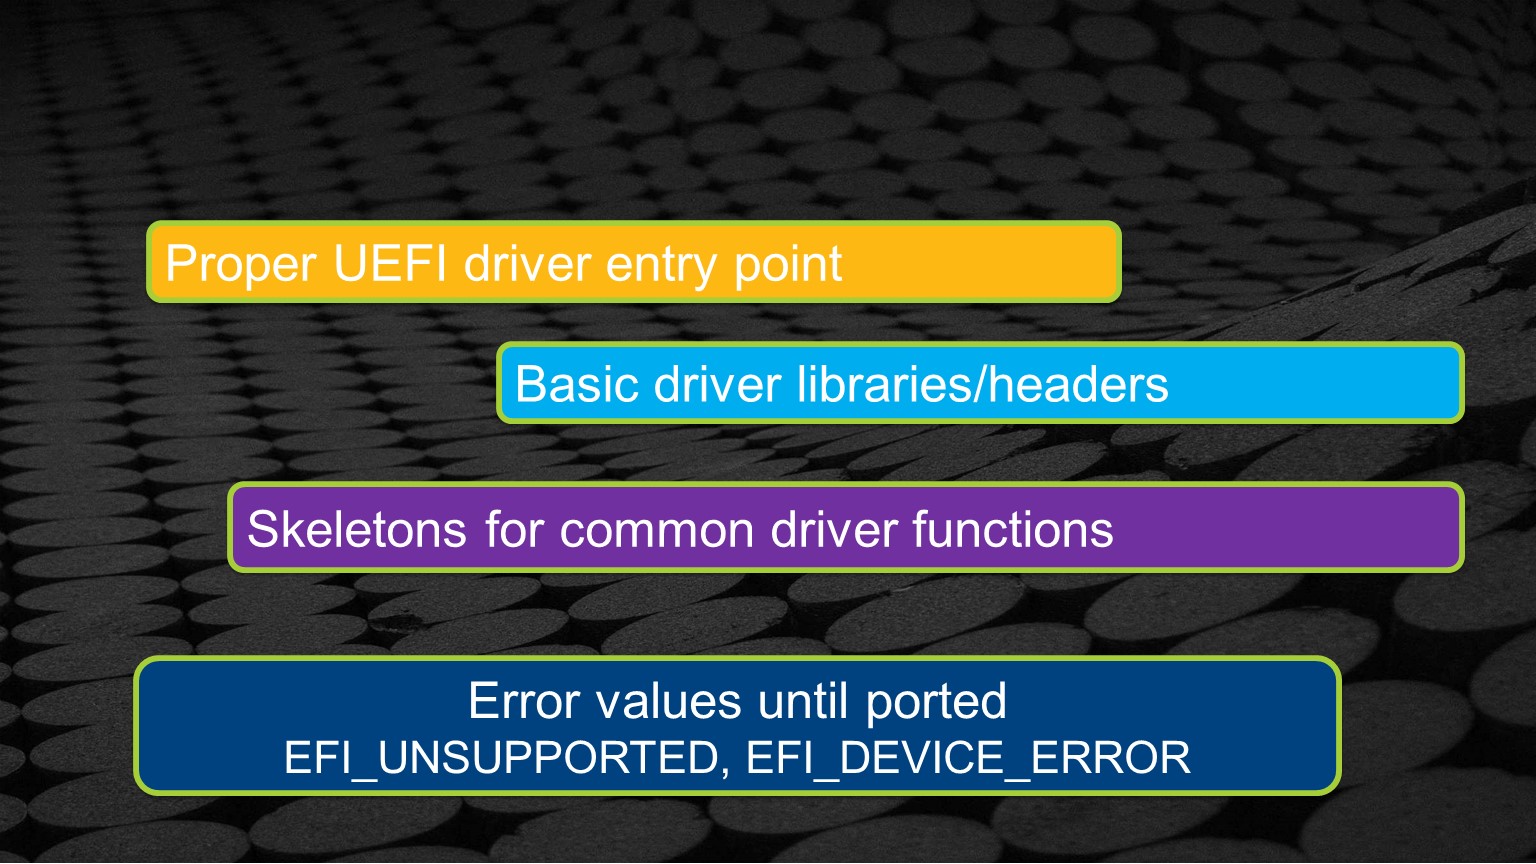 Proper UEFI driver entry point
Basic driver libraries/headers
Skeletons for common driver functions
Error values until ported
EFI_UNSUPPORTED, EFI_DEVICE_ERROR